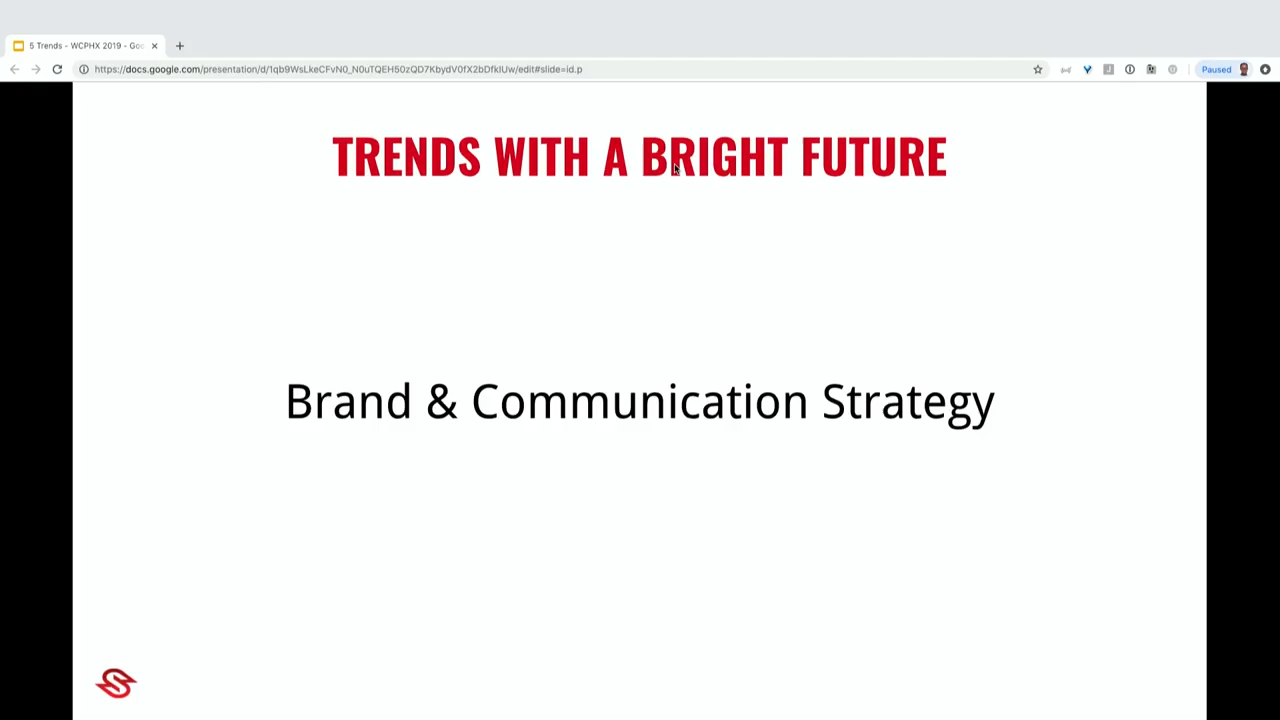 5 Trends - WCPHX 2019 - Goo
https://docs.google.com/presentation/d/1qb9WsLkeCFvN0_N0uTQEH50zQD7KbydV0fX2bDfkIUw/edit#slide=id.p
Paused
TRENDS WITH A BRIGHT FUTURE
Brand & Communication Strategy